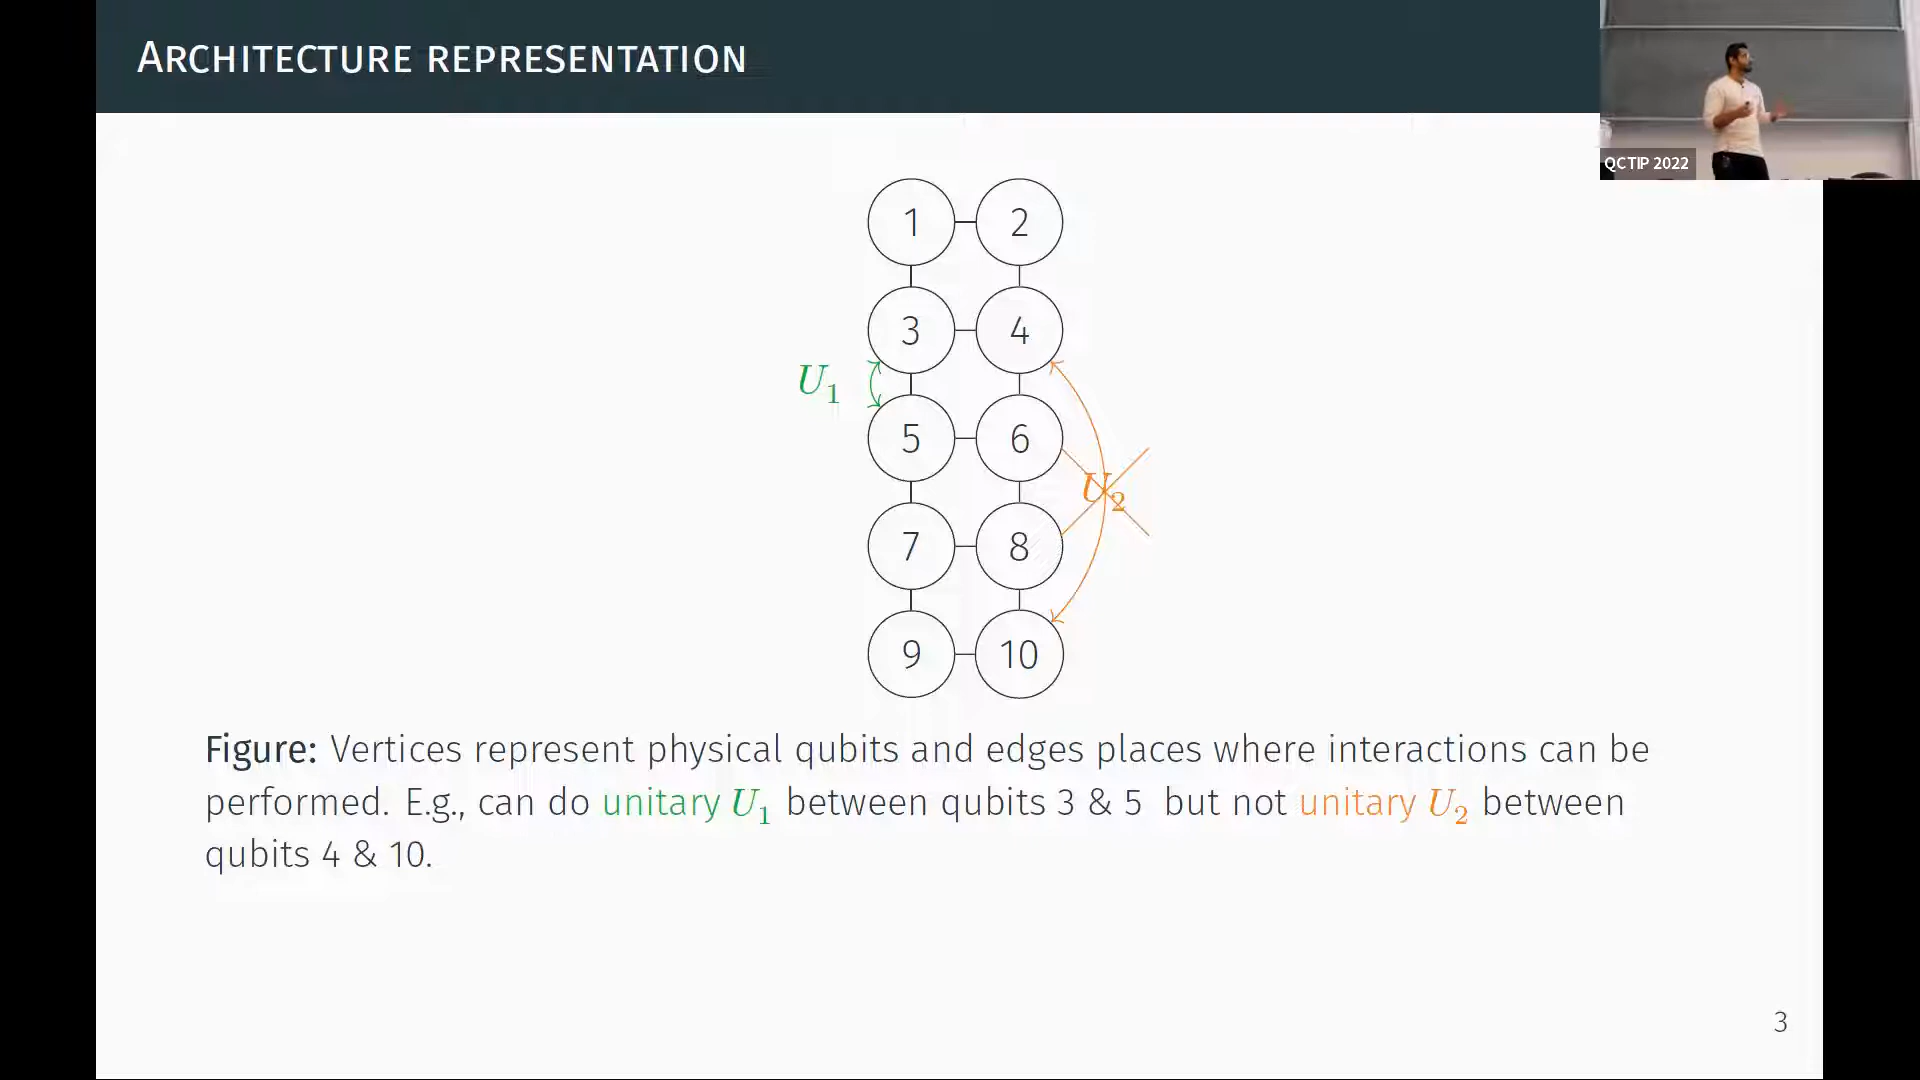 ARCHITECTURE REPRESENTATION
QCTIP 2022
1 2
3 4
U₁
5 6
U₂
7 8
9 10
Figure: Vertices represent physical qubits and edges places where interactions can be
performed. E.g., can do unitary U₁ between qubits 3 & 5 but not unitary U₂ between
qubits 4 & 10.
3